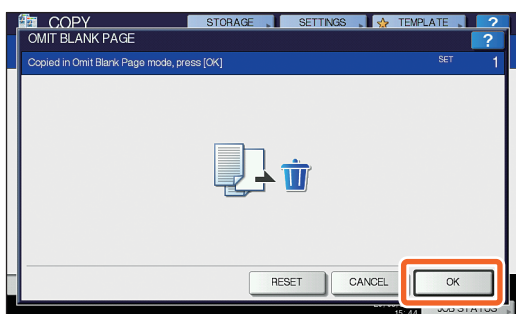 COPY STORAGE SETTINGS TEMPLATE ?
OMIT BLANK PAGE ?
Copied in Omit Blank Page mode, press [OK] SET 1
RESET CANCEL OK
15:44 JOB STATUS